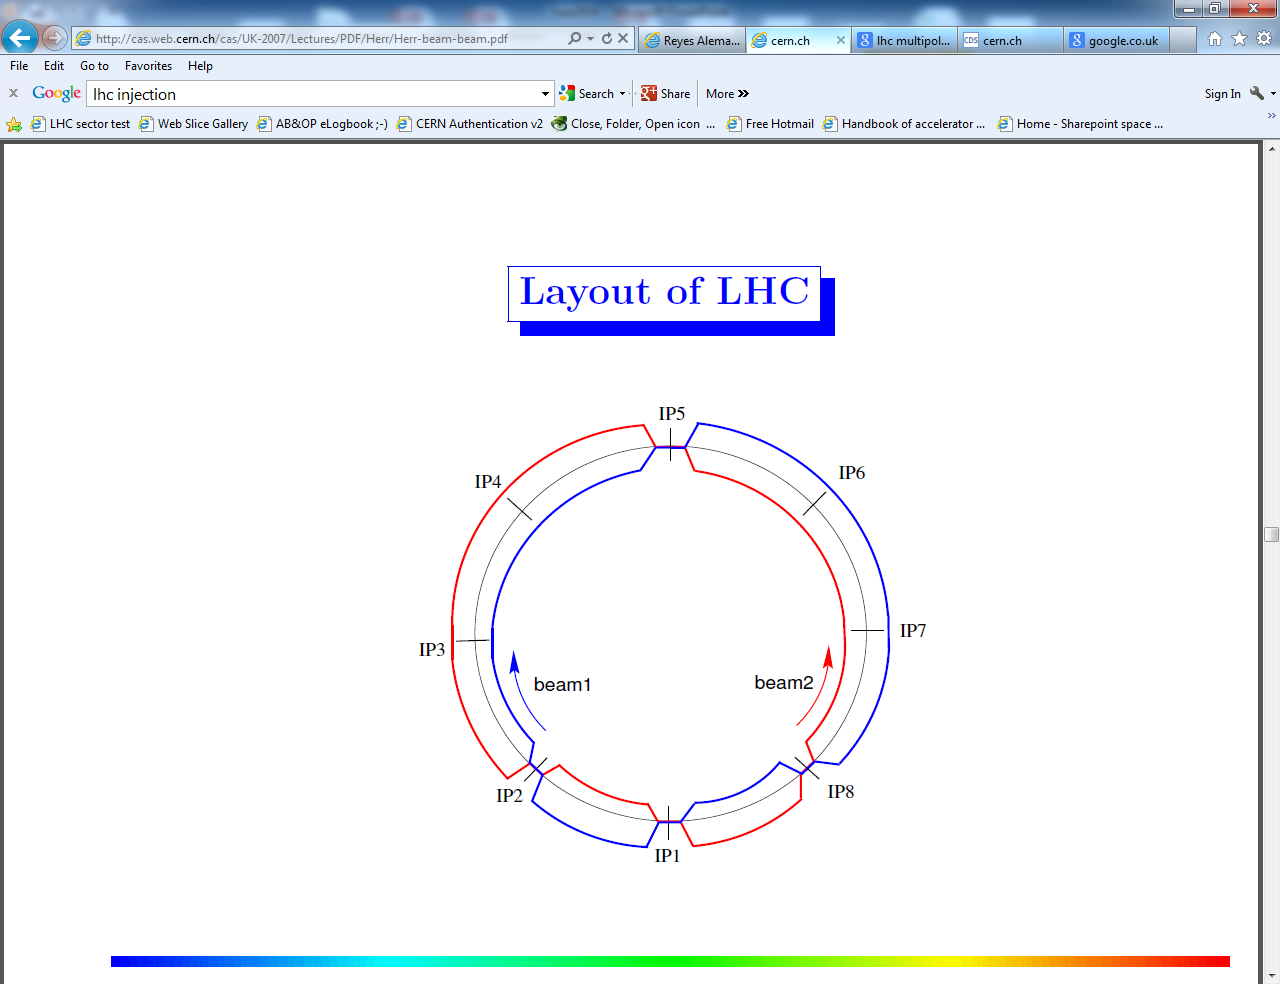 http://cas.web.cern.ch/cas/UK-2007/Lectures/PDF/Herr/Herr-beam-beam.pdf
Reyes Alema...
cern.ch
lhc multipol...
CDS
cern.ch
google.co.uk
File Edit Go to Favorites Help
x Google lhc injection Search Share More » Sign In
LHC sector test Web Slice Gallery AB&OP eLogbook ;-) CERN Authentication v2 Close, Folder, Open icon ... Free Hotmail Handbook of accelerator ... Home - Sharepoint space ...
Layout of LHC
IP5
IP4
IP6
IP3
IP7
beam1
beam2
IP2
IP8
IP1